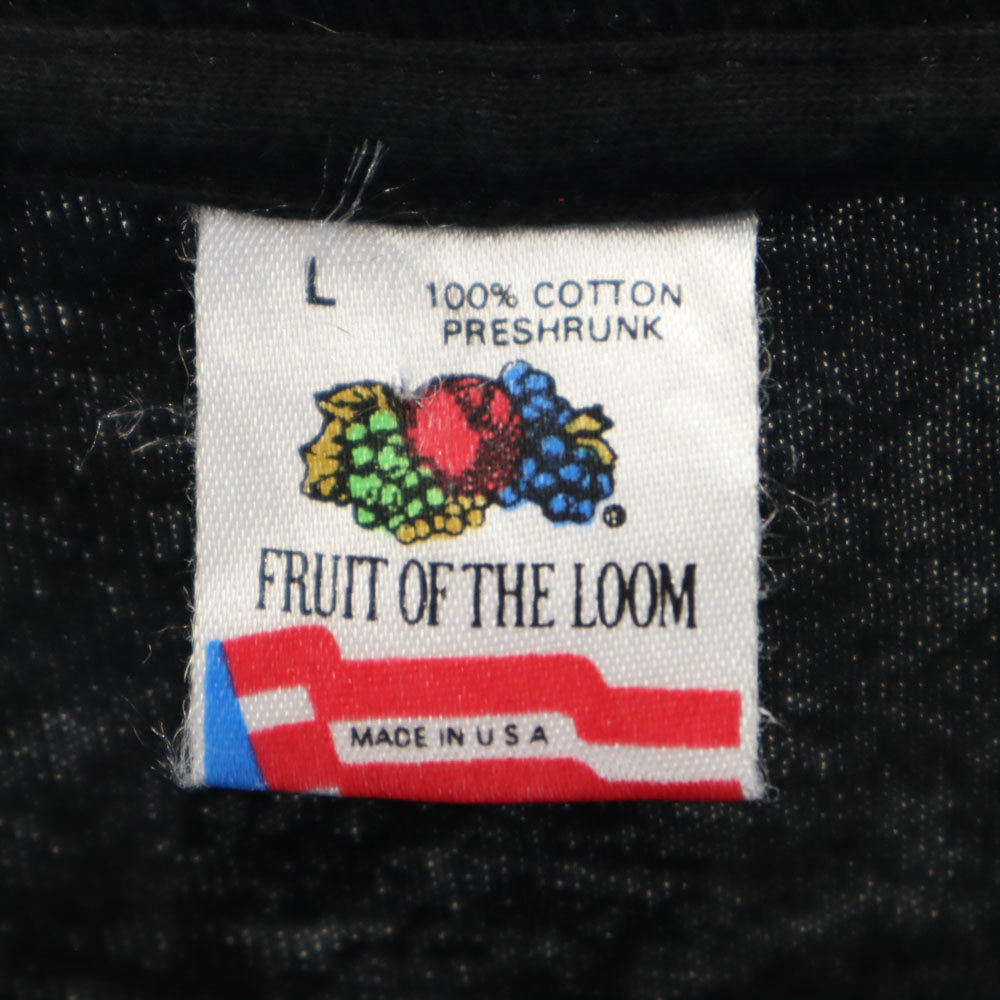 L
100% COTTON
PRESHRUNK
®
FRUIT OF THE LOOM
MADE IN U S A